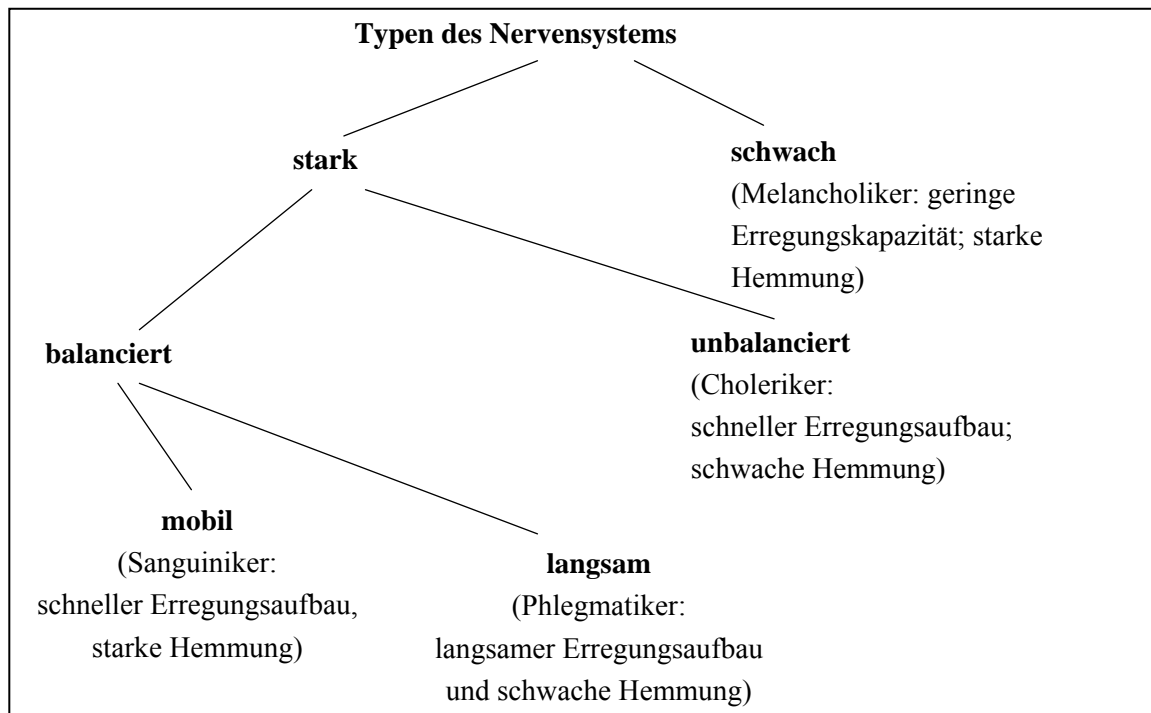 Typen des Nervensystems
stark
schwach
(Melancholiker: geringe
Erregungskapazität; starke
Hemmung)
balanciert
unbalanciert
(Choleriker:
schneller Erregungsaufbau;
schwache Hemmung)
mobil
(Sanguiniker:
schneller Erregungsaufbau,
starke Hemmung)
langsam
(Phlegmatiker:
langsamer Erregungsaufbau
und schwache Hemmung)